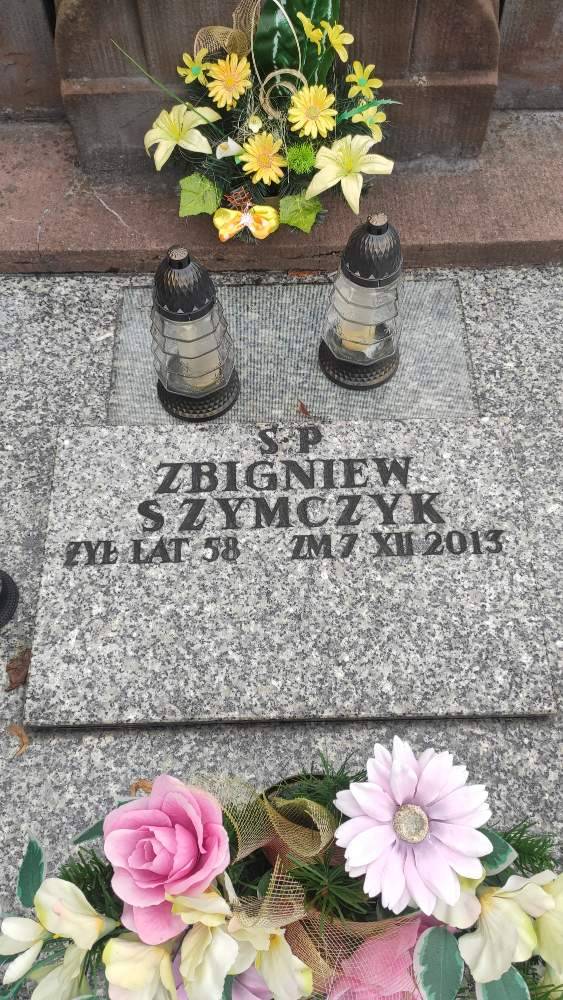 S·P
ZBIGNIEW
SZYMCZYK
ŻYŁ LAT 58 ZM.7 XII 2013